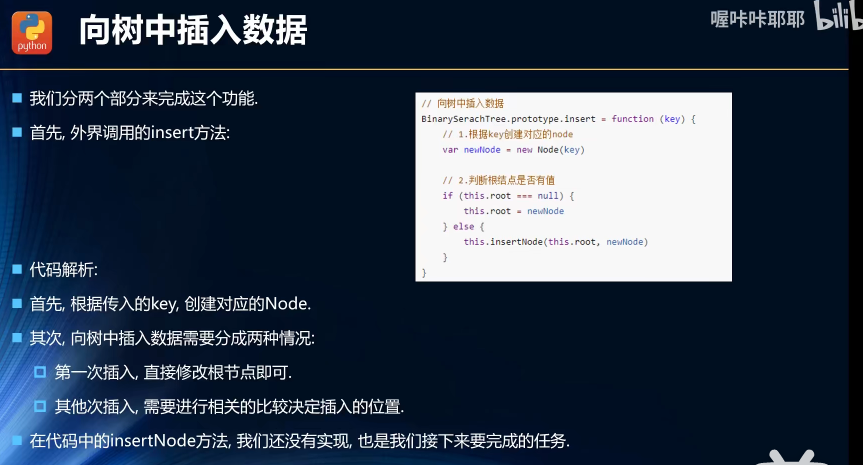 python
向树中插入数据
喔咔咔耶耶
我们分两个部分来完成这个功能.
首先, 外界调用的insert方法:
// 向树中插入数据
BinarySerachTree.prototype.insert = function (key) {
// 1.根据key创建对应的node
var newNode = new Node(key)
// 2.判断根结点是否有值
if (this.root === null) {
this.root = newNode
} else {
this.insertNode(this.root, newNode)
}
}
代码解析:
首先, 根据传入的key, 创建对应的Node.
其次, 向树中插入数据需要分成两种情况:
第一次插入, 直接修改根节点即可.
其他次插入, 需要进行相关的比较决定插入的位置.
在代码中的insertNode方法, 我们还没有实现, 也是我们接下来要完成的任务.